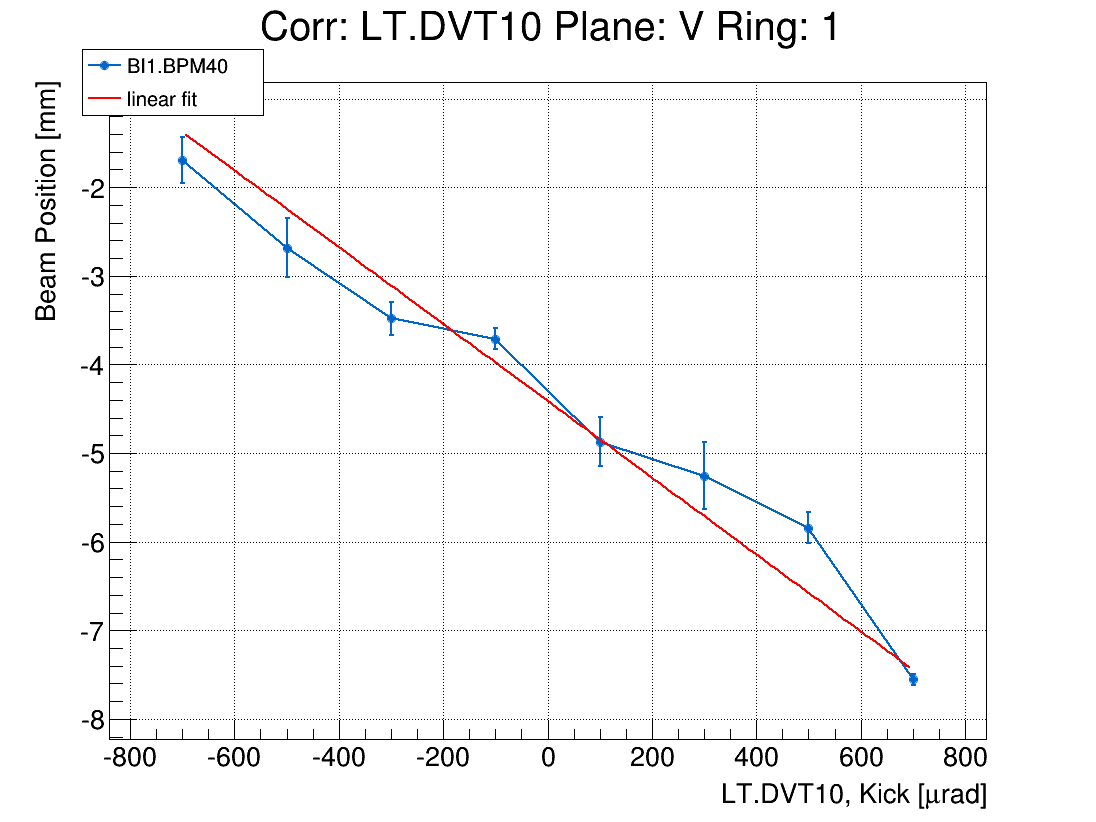 Corr: LT.DVT10 Plane: V Ring: 1
BI1.BPM40
linear fit
Beam Position [mm]
-2
-3
-4
-5
-6
-7
-8
-800 -600 -400 -200 0 200 400 600 800
LT.DVT10, Kick [μrad]